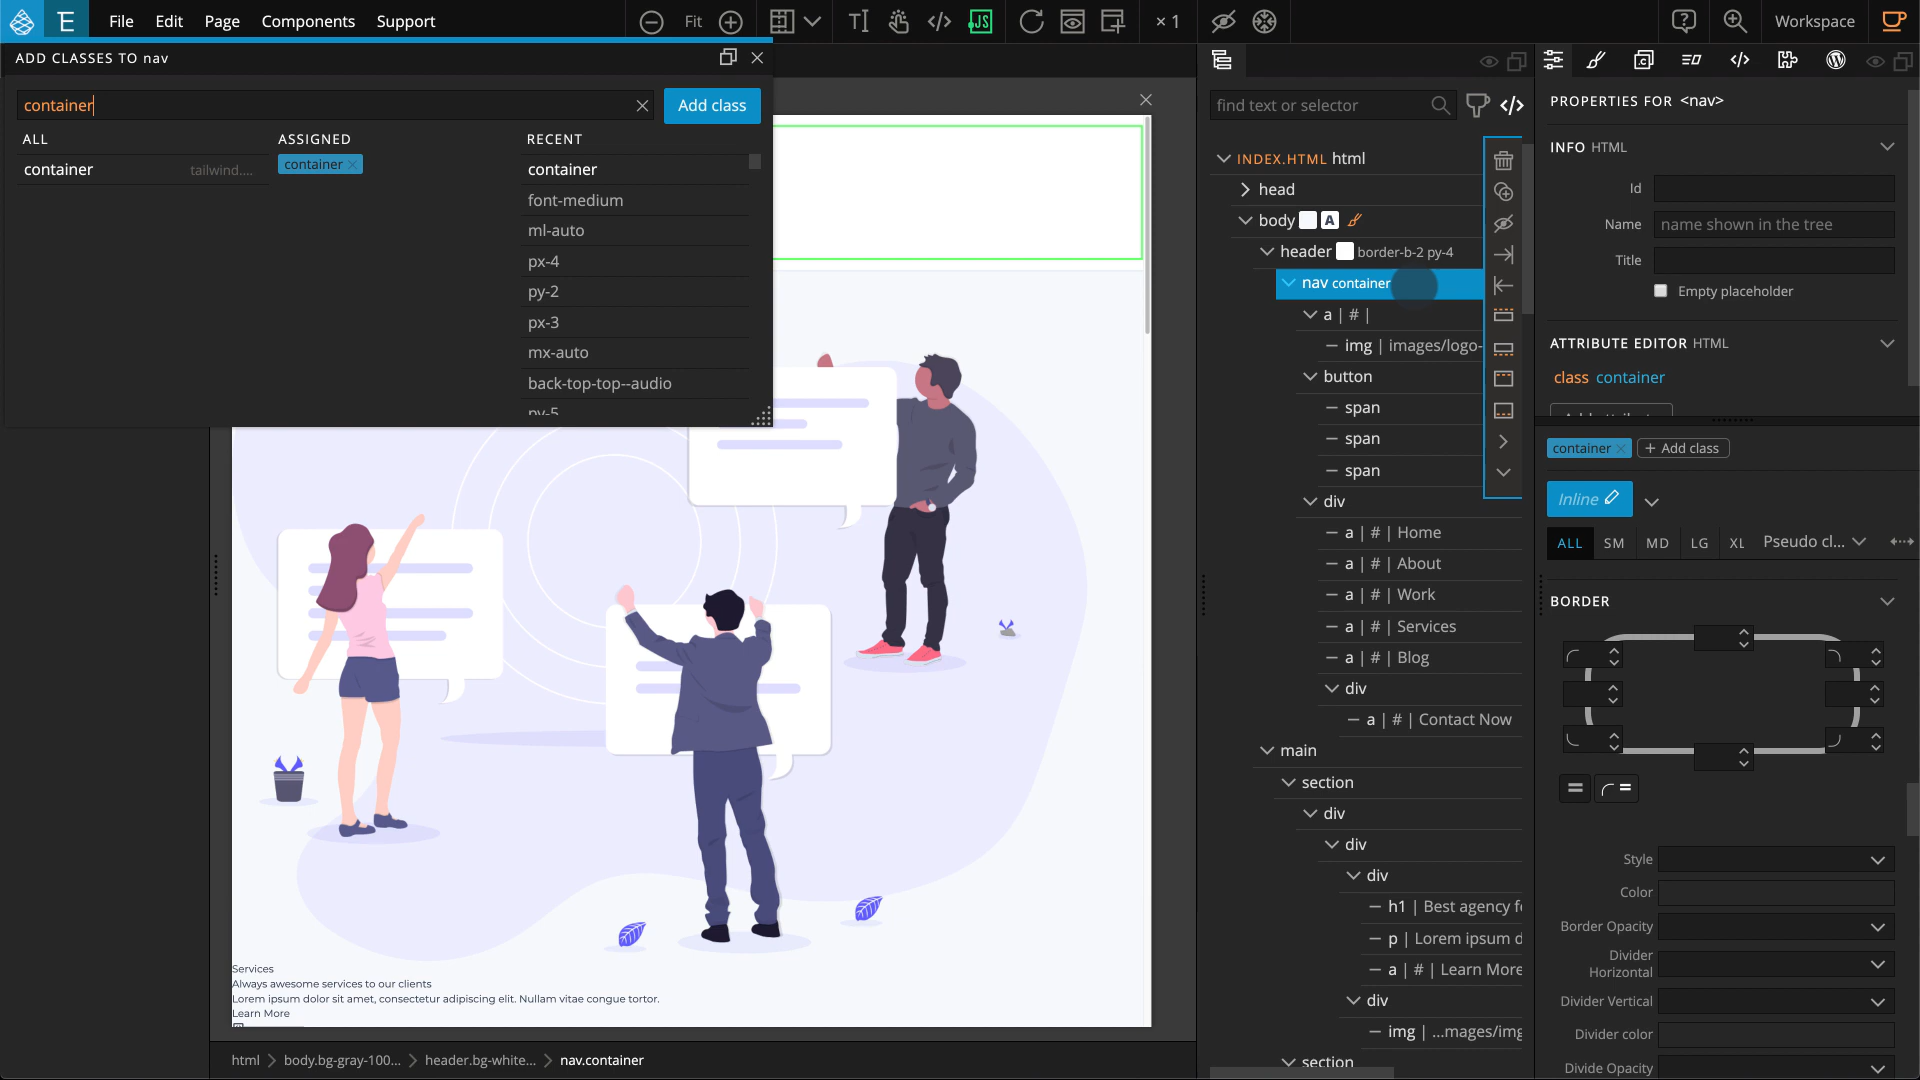 E
File
Edit
Page
Components
Support
Fit
JS
× 1
Workspace
ADD CLASSES TO nav
container
Add class
ALL
container
tailwind....
ASSIGNED
container
RECENT
container
font-medium
ml-auto
px-4
py-2
px-3
mx-auto
back-top-top--audio
py-5
Services
Always awesome services to our clients
Lorem ipsum dolor sit amet, consectetur adipiscing elit. Nullam vitae congue tortor.
Learn More
html
body.bg-gray-100...
header.bg-white...
nav.container
find text or selector
INDEX.HTML html
head
body A
header border-b-2 py-4
nav container
a | # |
img | images/logo-
button
span
span
span
div
a | # | Home
a | # | About
a | # | Work
a | # | Services
a | # | Blog
div
a | # | Contact Now
main
section
div
div
div
h1 | Best agency f
p | Lorem ipsum d
a | # | Learn More
div
img | ...mages/img
section
PROPERTIES FOR <nav>
INFO HTML
Id
Name
name shown in the tree
Title
Empty placeholder
ATTRIBUTE EDITOR HTML
class container
container
+ Add class
Inline
ALL
SM
MD
LG
XL
Pseudo cl...
BORDER
Style
Color
Border Opacity
Divider Horizontal
Divider Vertical
Divider color
Divide Opacity